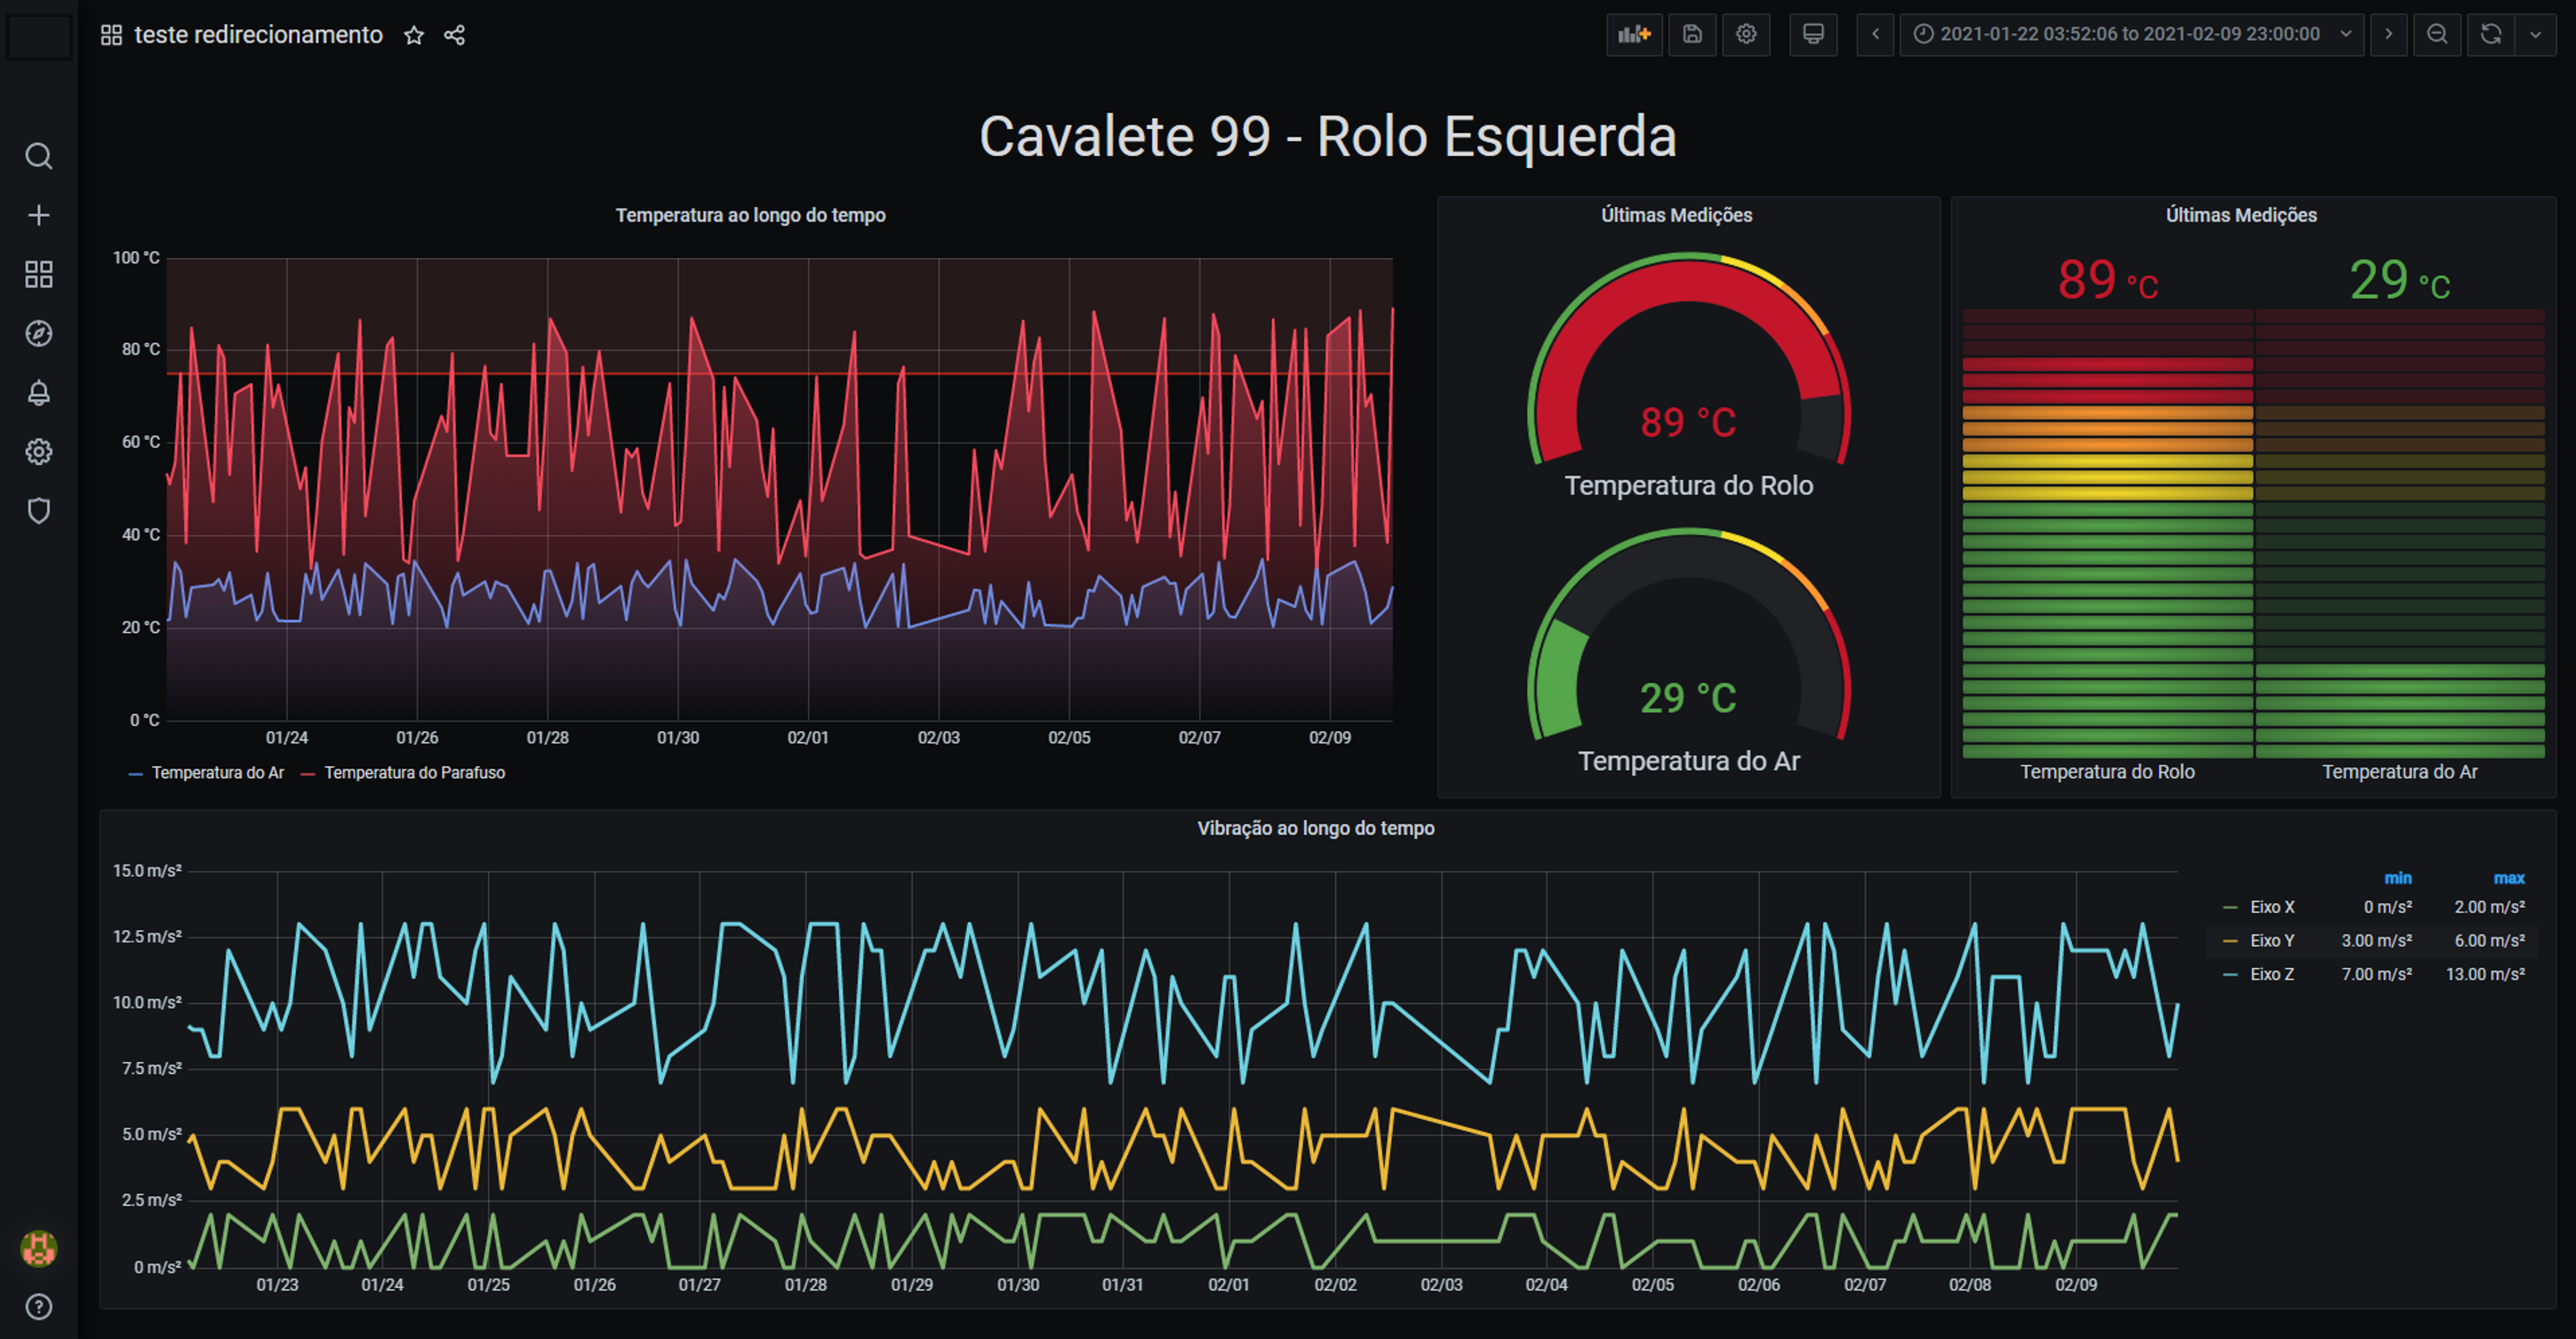 teste redirecionamento
2021-01-22 03:52:06 to 2021-02-09 23:00:00
Cavalete 99 - Rolo Esquerda
Temperatura ao longo do tempo
100 °C
80 °C
60 °C
40 °C
20 °C
0 °C
01/24 01/26 01/28 01/30 02/01 02/03 02/05 02/07 02/09
Temperatura do Ar Temperatura do Parafuso
Últimas Medições
89 °C
Temperatura do Rolo
29 °C
Temperatura do Ar
Últimas Medições
89 °C 29 °C
Temperatura do Rolo Temperatura do Ar
Vibração ao longo do tempo
15.0 m/s²
12.5 m/s²
10.0 m/s²
7.5 m/s²
5.0 m/s²
2.5 m/s²
0 m/s²
01/23 01/24 01/25 01/26 01/27 01/28 01/29 01/30 01/31 02/01 02/02 02/03 02/04 02/05 02/06 02/07 02/08 02/09
min max
Eixo X 0 m/s² 2.00 m/s²
Eixo Y 3.00 m/s² 6.00 m/s²
Eixo Z 7.00 m/s² 13.00 m/s²